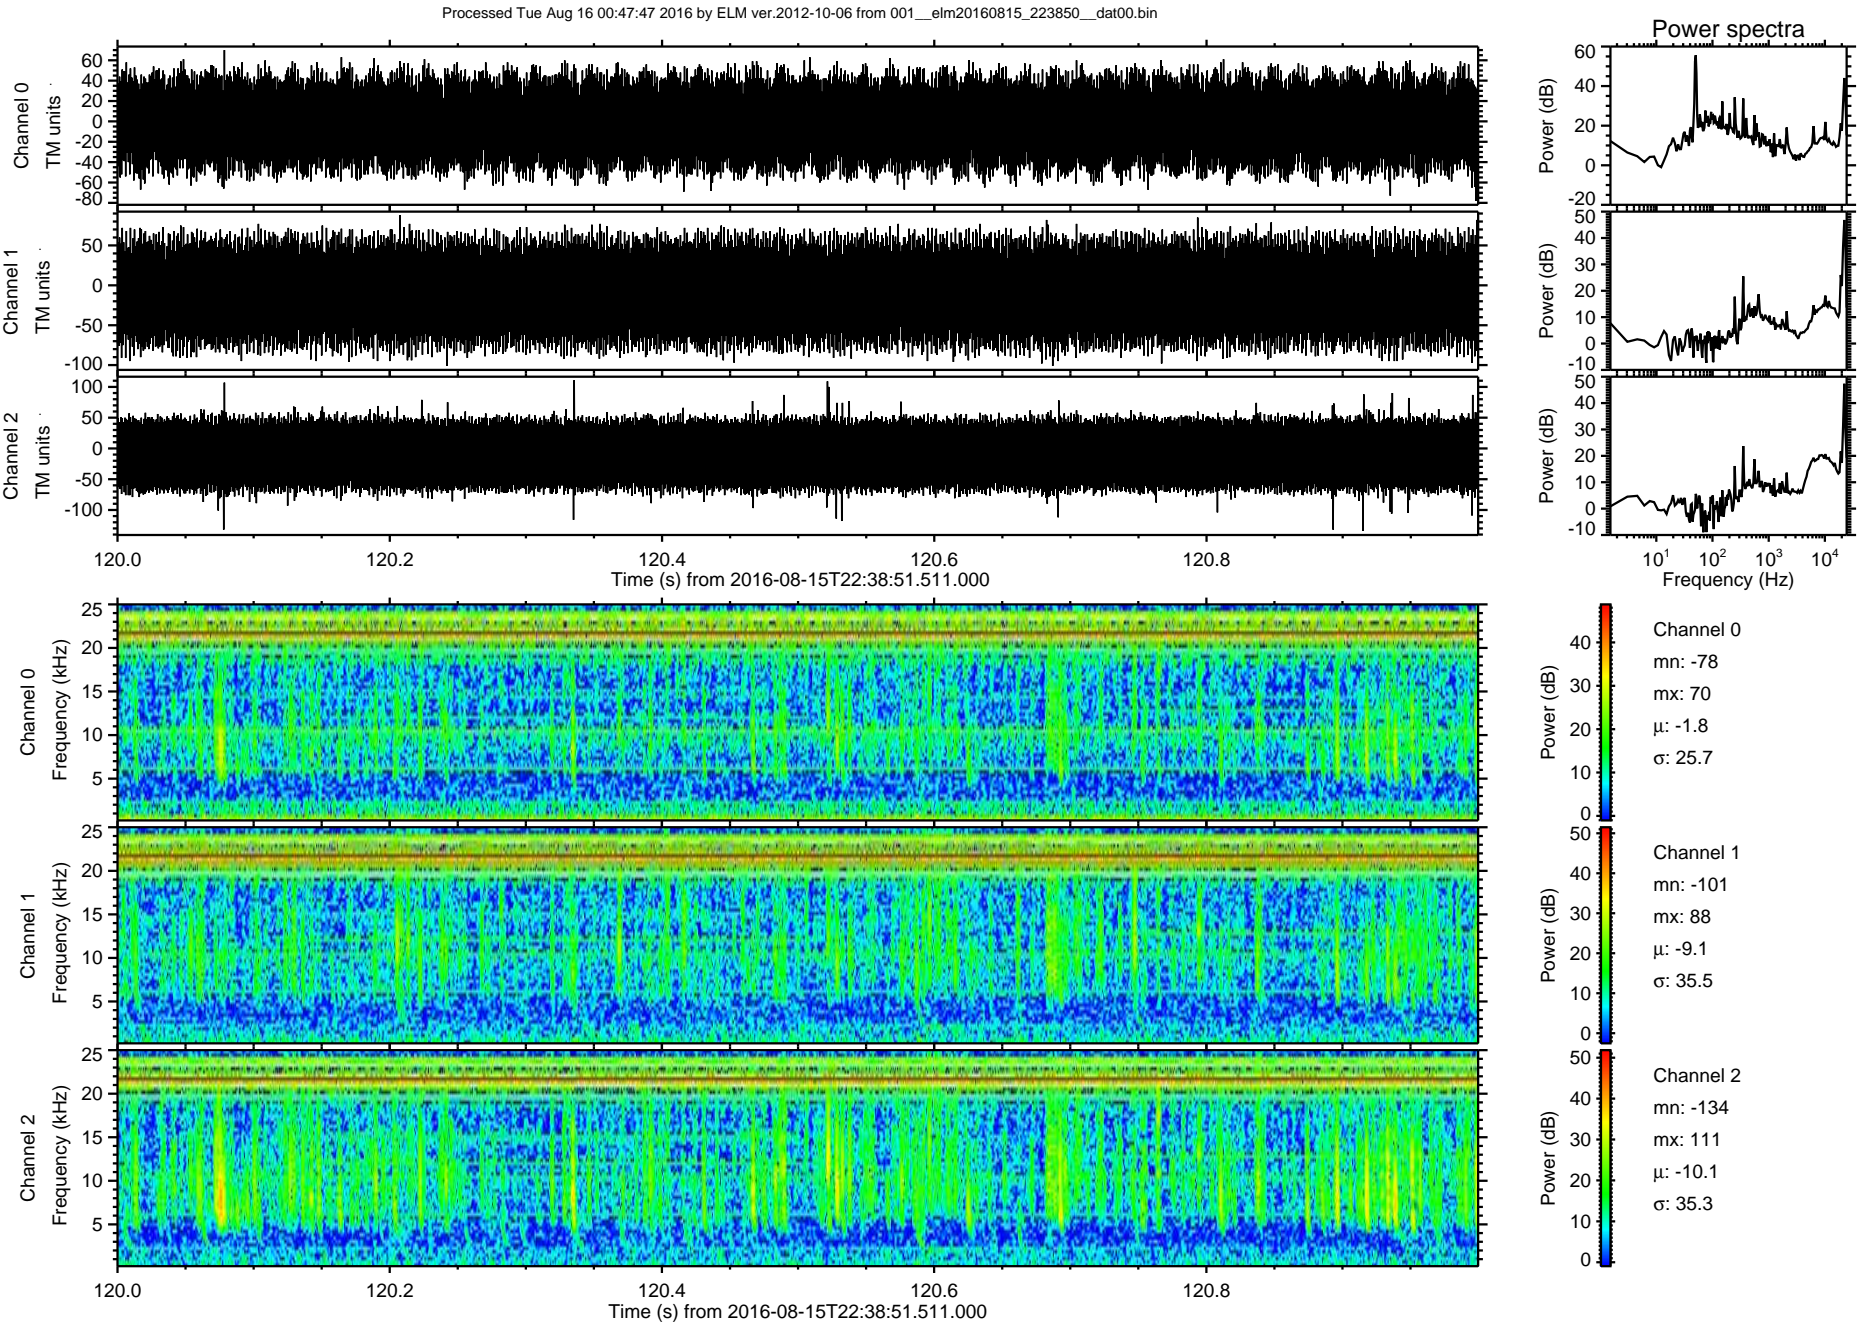 Processed Tue Aug 16 00:47:47 2016 by ELM ver.2012-10-06 from 001__elm20160815_223850__dat00.bin
Power spectra
Channel 0
TM units
60
40
20
0
-20
-40
-60
-80
Power (dB)
60
40
20
0
-20
Channel 1
TM units
50
0
-50
-100
Power (dB)
50
40
30
20
10
0
-10
Channel 2
TM units
100
50
0
-50
-100
Power (dB)
50
40
30
20
10
0
-10
120.0 120.2 120.4 120.6 120.8
Time (s) from 2016-08-15T22:38:51.511.000
10^1 10^2 10^3 10^4
Frequency (Hz)
Channel 0
Frequency (kHz)
25
20
15
10
5
Power (dB)
40
30
20
10
0
Channel 0
mn: -78
mx: 70
μ: -1.8
σ: 25.7
Channel 1
Frequency (kHz)
25
20
15
10
5
Power (dB)
50
40
30
20
10
0
Channel 1
mn: -101
mx: 88
μ: -9.1
σ: 35.5
Channel 2
Frequency (kHz)
25
20
15
10
5
Power (dB)
50
40
30
20
10
0
Channel 2
mn: -134
mx: 111
μ: -10.1
σ: 35.3
120.0 120.2 120.4 120.6 120.8
Time (s) from 2016-08-15T22:38:51.511.000